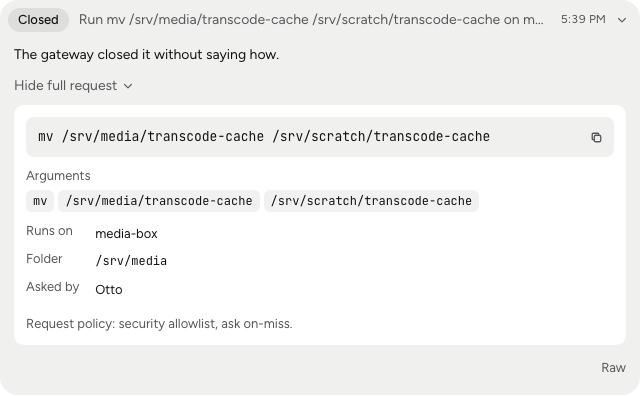 Closed Run mv /srv/media/transcode-cache /srv/scratch/transcode-cache on m... 5:39 PM
The gateway closed it without saying how.
Hide full request
mv /srv/media/transcode-cache /srv/scratch/transcode-cache
Arguments
mv /srv/media/transcode-cache /srv/scratch/transcode-cache
Runs on media-box
Folder /srv/media
Asked by Otto
Request policy: security allowlist, ask on-miss.
Raw